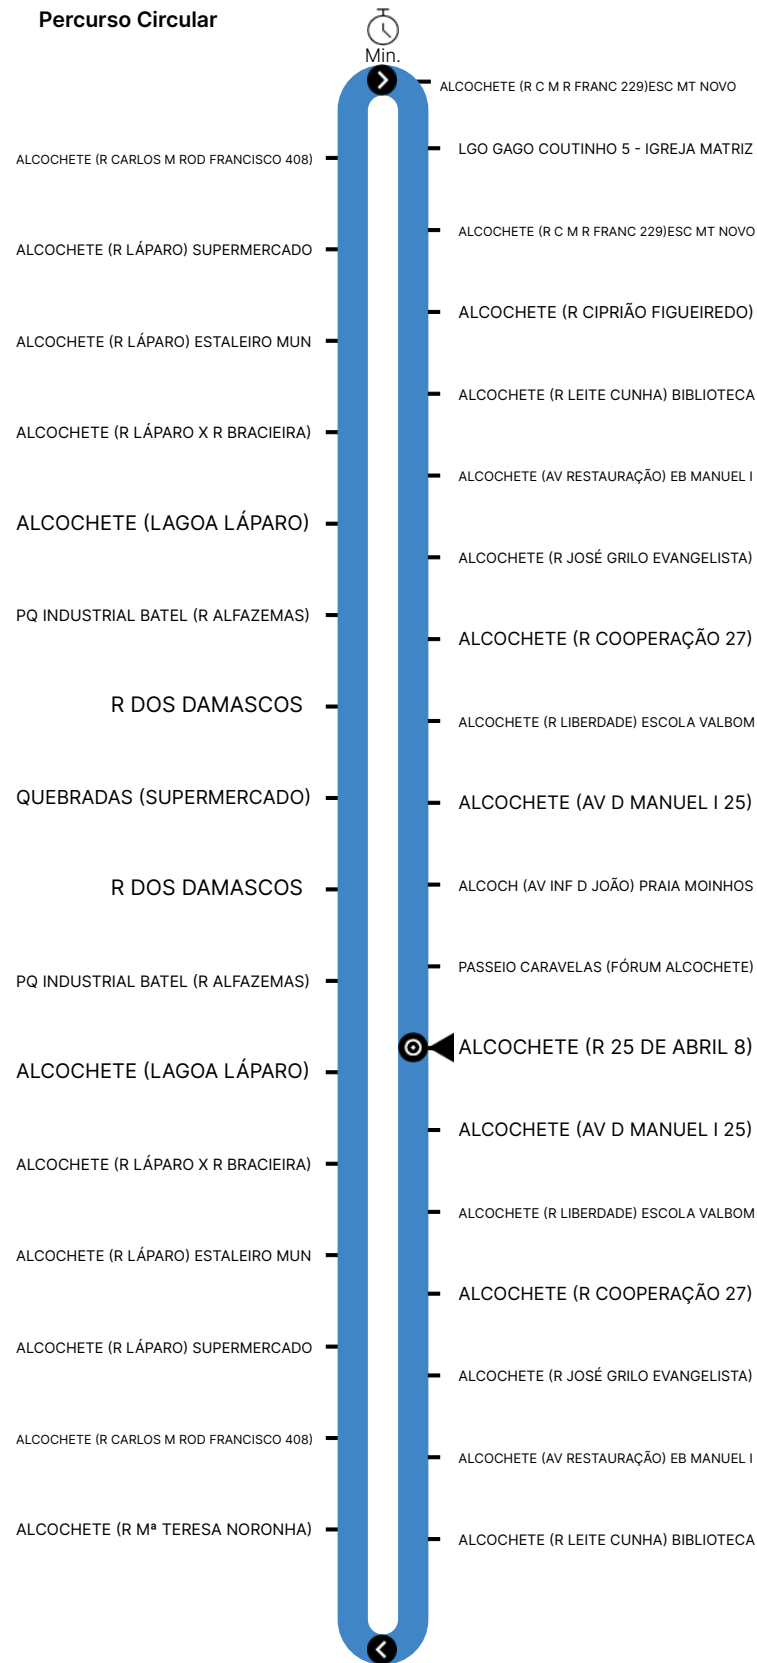 Percurso Circular
Min.
ALCOCHETE (R C M R FRANC 229)ESC MT NOVO
LGO GAGO COUTINHO 5 - IGREJA MATRIZ
ALCOCHETE (R C M R FRANC 229)ESC MT NOVO
ALCOCHETE (R CIPRIÃO FIGUEIREDO)
ALCOCHETE (R LEITE CUNHA) BIBLIOTECA
ALCOCHETE (AV RESTAURAÇÃO) EB MANUEL I
ALCOCHETE (R JOSÉ GRILO EVANGELISTA)
ALCOCHETE (R COOPERAÇÃO 27)
ALCOCHETE (R LIBERDADE) ESCOLA VALBOM
ALCOCHETE (AV D MANUEL I 25)
ALCOCH (AV INF D JOÃO) PRAIA MOINHOS
PASSEIO CARAVELAS (FÓRUM ALCOCHETE)
ALCOCHETE (R 25 DE ABRIL 8)
ALCOCHETE (AV D MANUEL I 25)
ALCOCHETE (R LIBERDADE) ESCOLA VALBOM
ALCOCHETE (R COOPERAÇÃO 27)
ALCOCHETE (R JOSÉ GRILO EVANGELISTA)
ALCOCHETE (AV RESTAURAÇÃO) EB MANUEL I
ALCOCHETE (R LEITE CUNHA) BIBLIOTECA
ALCOCHETE (R CARLOS M ROD FRANCISCO 408)
ALCOCHETE (R LÁPARO) SUPERMERCADO
ALCOCHETE (R LÁPARO) ESTALEIRO MUN
ALCOCHETE (R LÁPARO X R BRACIEIRA)
ALCOCHETE (LAGOA LÁPARO)
PQ INDUSTRIAL BATEL (R ALFAZEMAS)
R DOS DAMASCOS
QUEBRADAS (SUPERMERCADO)
R DOS DAMASCOS
PQ INDUSTRIAL BATEL (R ALFAZEMAS)
ALCOCHETE (LAGOA LÁPARO)
ALCOCHETE (R LÁPARO X R BRACIEIRA)
ALCOCHETE (R LÁPARO) ESTALEIRO MUN
ALCOCHETE (R LÁPARO) SUPERMERCADO
ALCOCHETE (R CARLOS M ROD FRANCISCO 408)
ALCOCHETE (R Mª TERESA NORONHA)